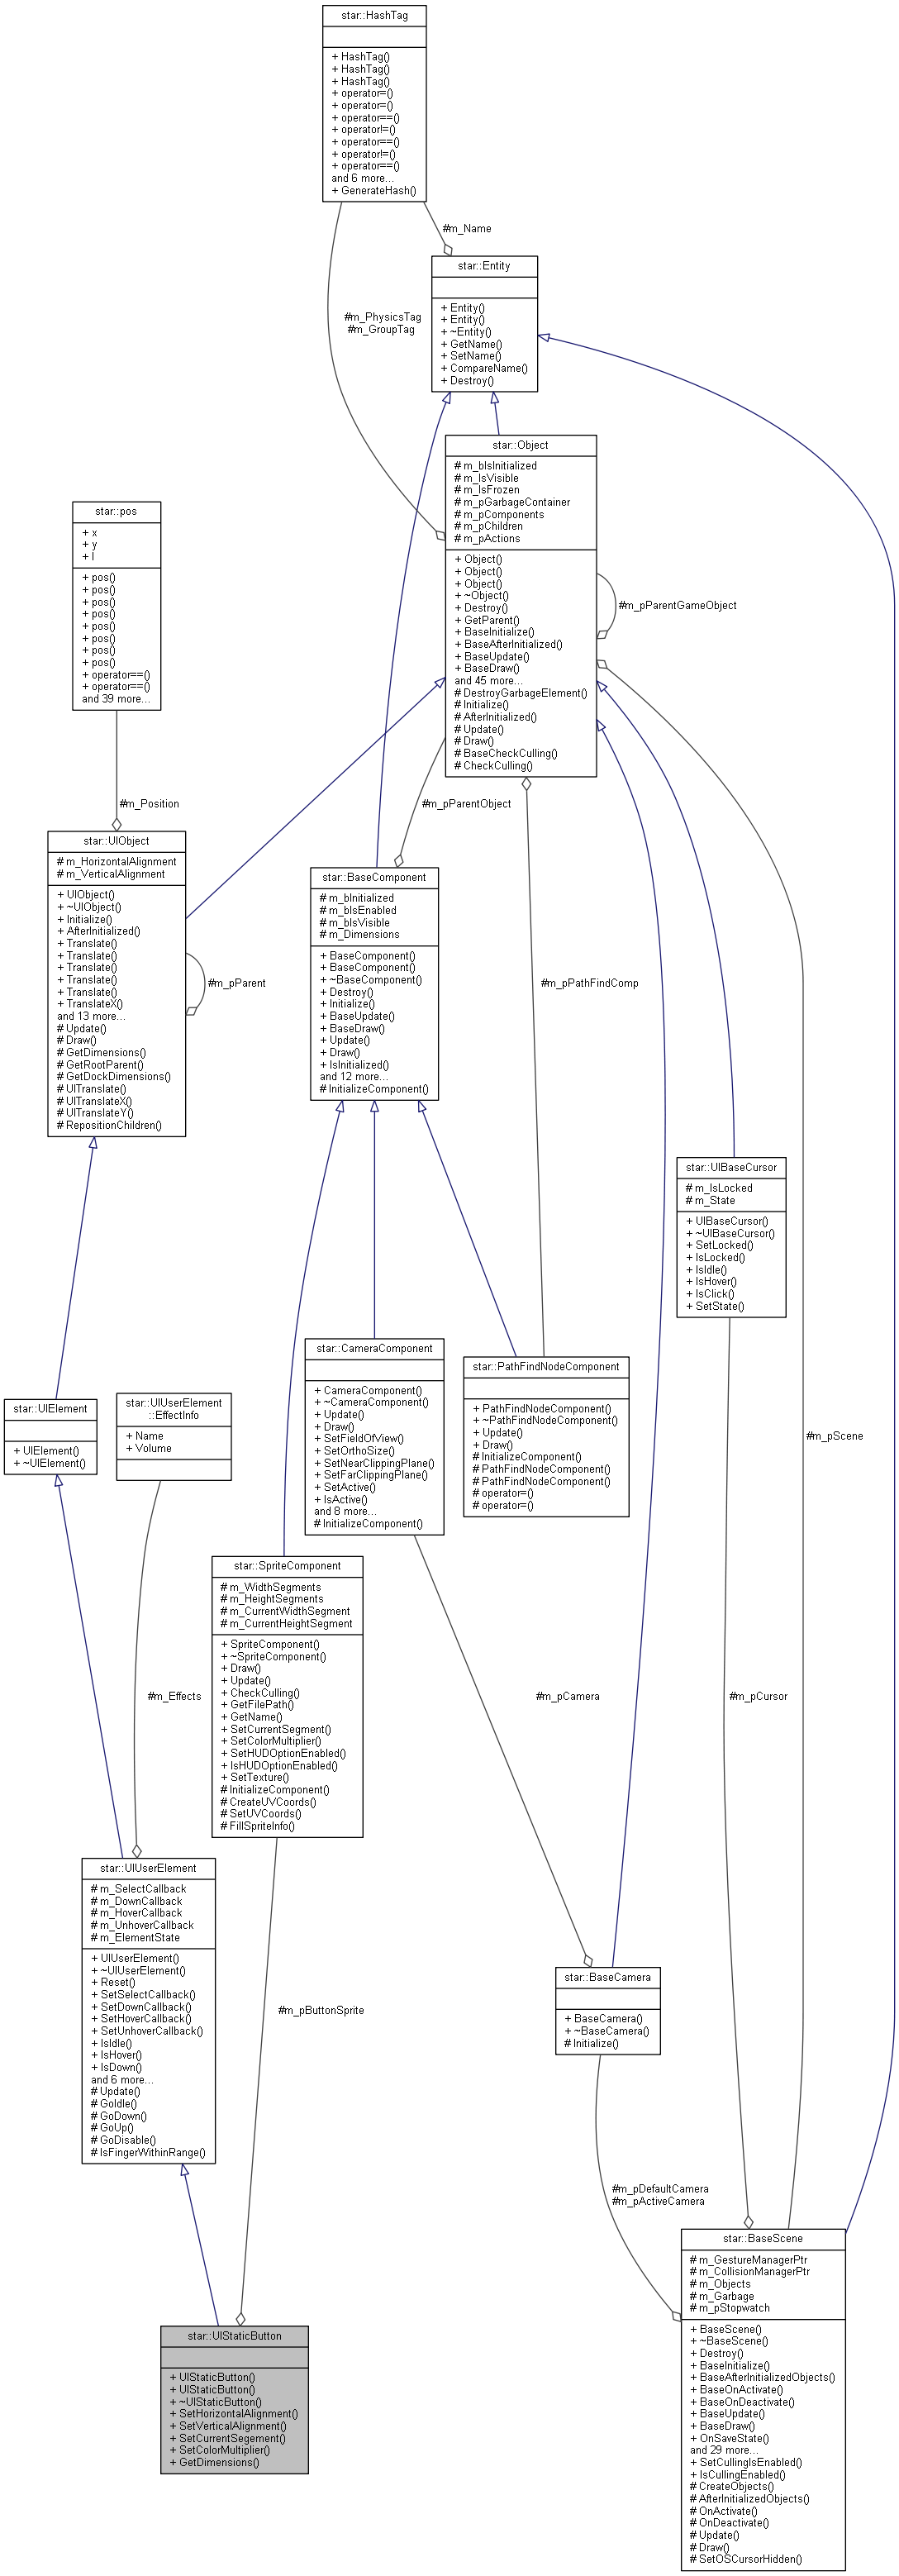 star::HashTag
+ HashTag()
+ HashTag()
+ HashTag()
+ operator=()
+ operator=()
+ operator==()
+ operator!=()
+ operator==()
+ operator!=()
+ operator==()
and 6 more...
+ GenerateHash()
#m_Name
star::Entity
+ Entity()
+ Entity()
+ ~Entity()
+ GetName()
+ SetName()
+ CompareName()
+ Destroy()
#m_PhysicsTag
#m_GroupTag
star::Object
# m_bIsInitialized
# m_IsVisible
# m_IsFrozen
# m_pGarbageContainer
# m_pComponents
# m_pChildren
# m_pActions
+ Object()
+ Object()
+ Object()
+ ~Object()
+ Destroy()
+ GetParent()
+ BaseInitialize()
+ BaseAfterInitialized()
+ BaseUpdate()
+ BaseDraw()
and 45 more...
# DestroyGarbageElement()
# Initialize()
# AfterInitialized()
# Update()
# Draw()
# BaseCheckCulling()
# CheckCulling()
#m_pParentGameObject
star::pos
+ x
+ y
+ l
+ pos()
+ pos()
+ pos()
+ pos()
+ pos()
+ pos()
+ pos()
+ pos()
+ operator==()
+ operator==()
and 39 more...
#m_Position
#m_pParentObject
star::UIObject
# m_HorizontalAlignment
# m_VerticalAlignment
+ UIObject()
+ ~UIObject()
+ Initialize()
+ AfterInitialized()
+ Translate()
+ Translate()
+ Translate()
+ Translate()
+ Translate()
+ TranslateX()
and 13 more...
# Update()
# Draw()
# GetDimensions()
# GetRootParent()
# GetDockDimensions()
# UITranslate()
# UITranslateX()
# UITranslateY()
# RepositionChildren()
#m_pParent
star::BaseComponent
# m_bInitialized
# m_bIsEnabled
# m_bIsVisible
# m_Dimensions
+ BaseComponent()
+ BaseComponent()
+ ~BaseComponent()
+ Destroy()
+ Initialize()
+ BaseUpdate()
+ BaseDraw()
+ Update()
+ Draw()
+ IsInitialized()
and 12 more...
# InitializeComponent()
#m_pPathFindComp
star::UIBaseCursor
# m_IsLocked
# m_State
+ UIBaseCursor()
+ ~UIBaseCursor()
+ SetLocked()
+ IsLocked()
+ IsIdle()
+ IsHover()
+ IsClick()
+ SetState()
star::CameraComponent
+ CameraComponent()
+ ~CameraComponent()
+ Update()
+ Draw()
+ SetFieldOfView()
+ SetOrthoSize()
+ SetNearClippingPlane()
+ SetFarClippingPlane()
+ SetActive()
+ IsActive()
and 8 more...
# InitializeComponent()
star::PathFindNodeComponent
+ PathFindNodeComponent()
+ ~PathFindNodeComponent()
+ Update()
+ Draw()
# InitializeComponent()
# PathFindNodeComponent()
# PathFindNodeComponent()
# operator=()
# operator=()
#m_pScene
star::UIElement
+ UIElement()
+ ~UIElement()
star::UIUserElement
::EffectInfo
+ Name
+ Volume
star::SpriteComponent
# m_WidthSegments
# m_HeightSegments
# m_CurrentWidthSegment
# m_CurrentHeightSegment
+ SpriteComponent()
+ ~SpriteComponent()
+ Draw()
+ Update()
+ CheckCulling()
+ GetFilePath()
+ GetName()
+ SetCurrentSegment()
+ SetColorMultiplier()
+ SetHUDOptionEnabled()
+ IsHUDOptionEnabled()
+ SetTexture()
# InitializeComponent()
# CreateUVCoords()
# SetUVCoords()
# FillSpriteInfo()
#m_Effects
#m_pCamera
#m_pCursor
star::UIUserElement
# m_SelectCallback
# m_DownCallback
# m_HoverCallback
# m_UnhoverCallback
# m_ElementState
+ UIUserElement()
+ ~UIUserElement()
+ Reset()
+ SetSelectCallback()
+ SetDownCallback()
+ SetHoverCallback()
+ SetUnhoverCallback()
+ IsIdle()
+ IsHover()
+ IsDown()
and 6 more...
# Update()
# GoIdle()
# GoDown()
# GoUp()
# GoDisable()
# IsFingerWithinRange()
#m_pButtonSprite
star::BaseCamera
+ BaseCamera()
+ ~BaseCamera()
# Initialize()
#m_pDefaultCamera
#m_pActiveCamera
star::BaseScene
# m_GestureManagerPtr
# m_CollisionManagerPtr
# m_Objects
# m_Garbage
# m_pStopwatch
+ BaseScene()
+ ~BaseScene()
+ Destroy()
+ BaseInitialize()
+ BaseAfterInitializedObjects()
+ BaseOnActivate()
+ BaseOnDeactivate()
+ BaseUpdate()
+ BaseDraw()
+ OnSaveState()
and 29 more...
+ SetCullingIsEnabled()
+ IsCullingEnabled()
# CreateObjects()
# AfterInitializedObjects()
# OnActivate()
# OnDeactivate()
# Update()
# Draw()
# SetOSCursorHidden()
star::UIStaticButton
+ UIStaticButton()
+ UIStaticButton()
+ ~UIStaticButton()
+ SetHorizontalAlignment()
+ SetVerticalAlignment()
+ SetCurrentSegement()
+ SetColorMultiplier()
+ GetDimensions()